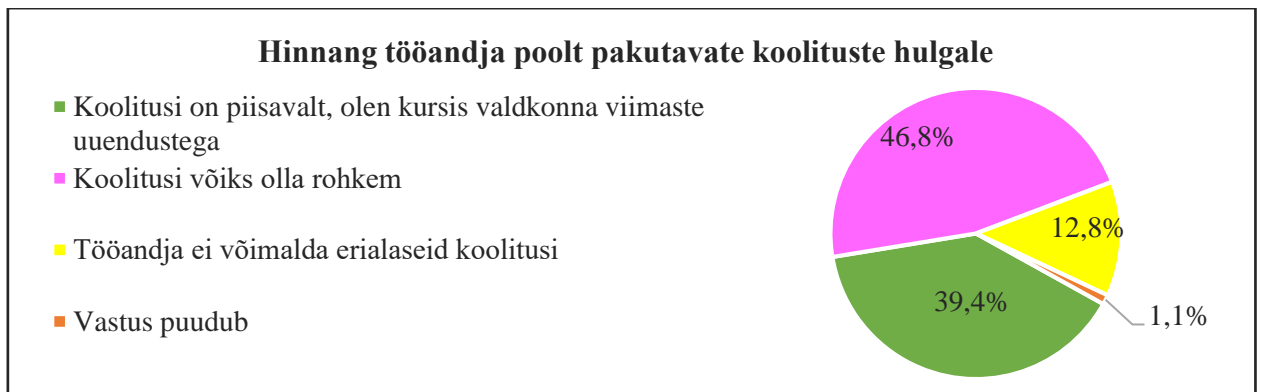 Hinnang tööandja poolt pakutavate koolituste hulgale
Koolitusi on piisavalt, olen kursis valdkonna viimaste
uuendustega
Koolitusi võiks olla rohkem
Tööandja ei võimalda erialaseid koolitusi
Vastus puudub
46,8%
12,8%
39,4%
1,1%